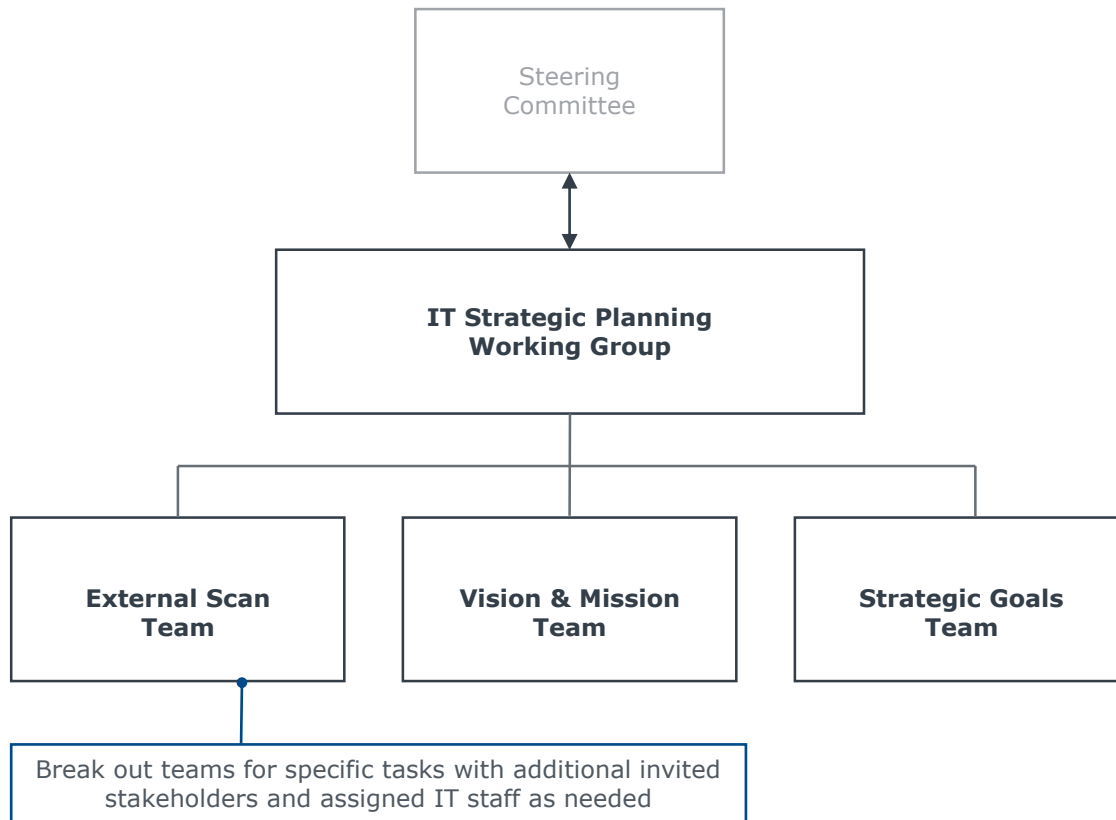 Steering
Committee
IT Strategic Planning
Working Group
External Scan
Team
Vision & Mission
Team
Strategic Goals
Team
Break out teams for specific tasks with additional invited
stakeholders and assigned IT staff as needed